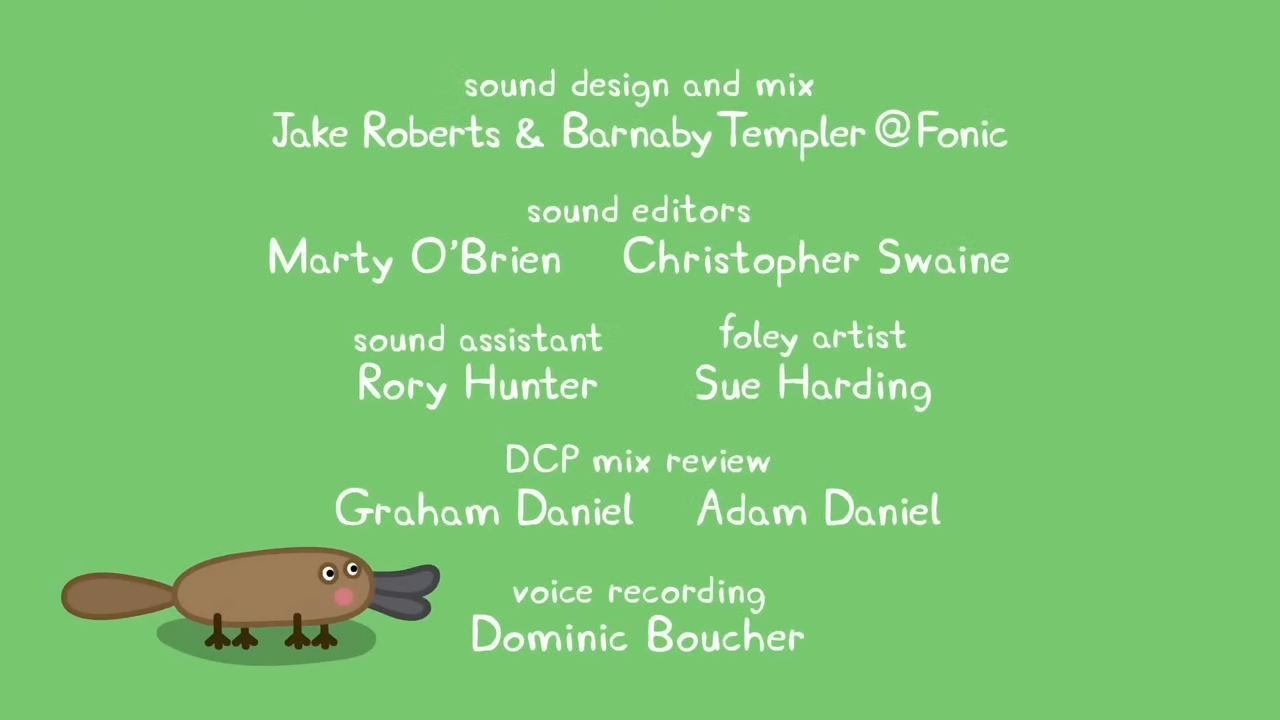 sound design and mix
Jake Roberts & Barnaby Templer @Fonic
sound editors
Marty O'Brien Christopher Swaine
sound assistant foley artist
Rory Hunter Sue Harding
DCP mix review
Graham Daniel Adam Daniel
voice recording
Dominic Boucher